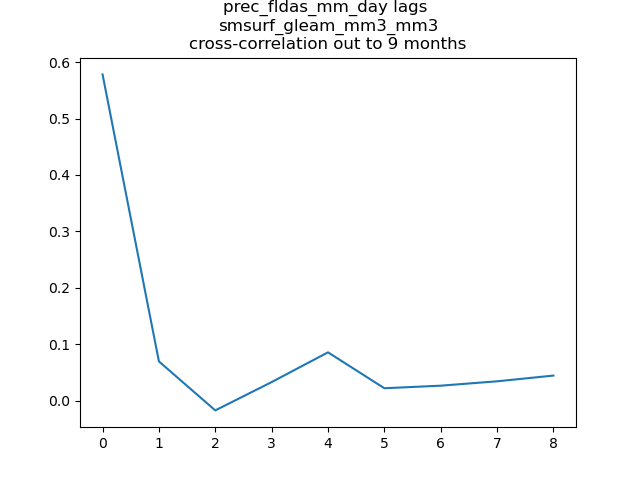 prec_fldas_mm_day lags
smsurf_gleam_mm3_mm3
cross-correlation out to 9 months
0.6
0.5
0.4
0.3
0.2
0.1
0.0
0 1 2 3 4 5 6 7 8